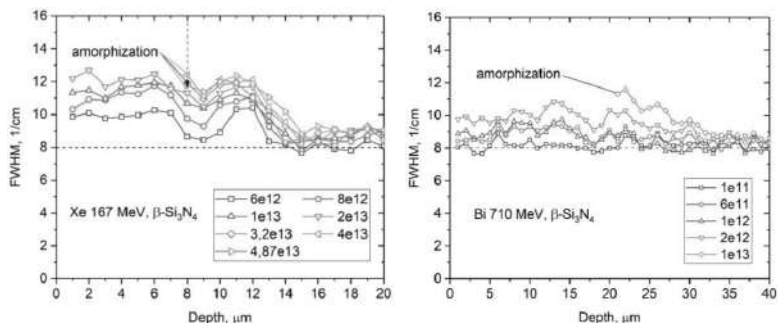 16
14
12
10
8
6
4
2
0
FWHM, 1/cm
amorphization
Xe 167 MeV, β-Si₃N₄
6e12
8e12
1e13
2e13
3,2e13
4e13
4,87e13
0 2 4 6 8 10 12 14 16 18 20
Depth, μm
16
14
12
10
8
6
4
2
0
FWHM, 1/cm
amorphization
Bi 710 MeV, β-Si₃N₄
1e11
6e11
1e12
2e12
1e13
0 5 10 15 20 25 30 35 40
Depth, μm